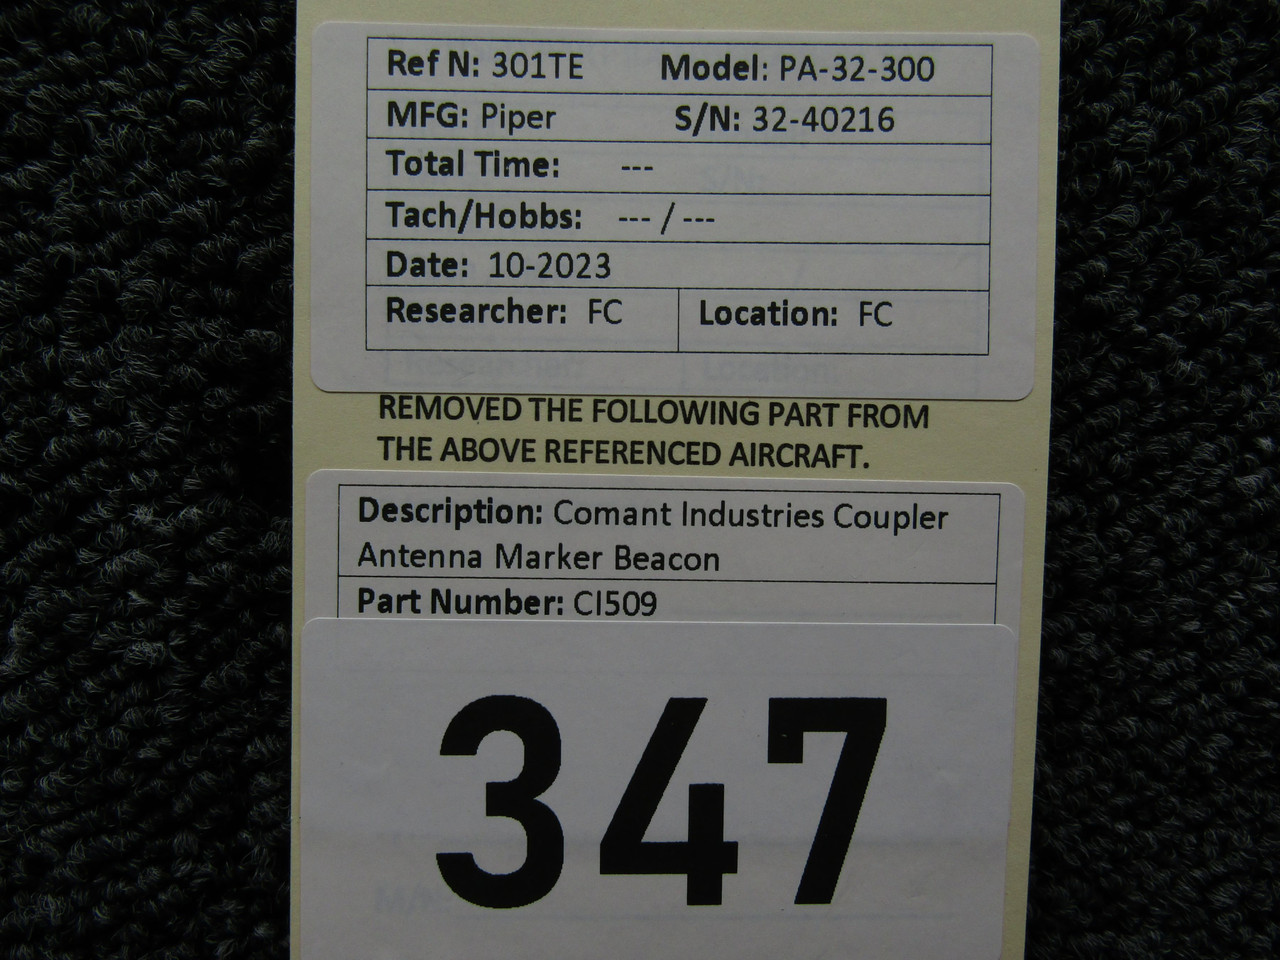 Ref N: 301TE Model: PA-32-300
MFG: Piper S/N: 32-40216
Total Time: ---
Tach/Hobbs: --- / ---
Date: 10-2023
Researcher: FC Location: FC
REMOVED THE FOLLOWING PART FROM
THE ABOVE REFERENCED AIRCRAFT.
Description: Comant Industries Coupler
Antenna Marker Beacon
Part Number: CI509
347
M/N: